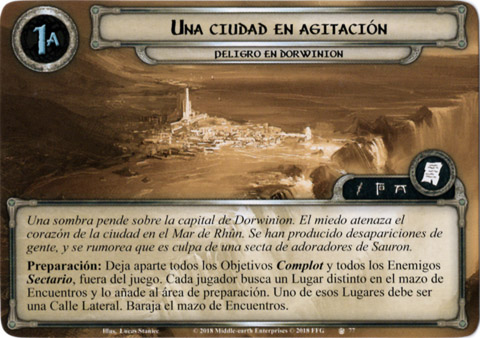 1A
Una ciudad en agitación
Peligro en Dorwinion
Una sombra pende sobre la capital de Dorwinion. El miedo atenaza el
corazón de la ciudad en el Mar de Rhûn. Se han producido desapariciones de
gente, y se rumorea que es culpa de una secta de adoradores de Sauron.
Preparación: Deja aparte todos los Objetivos Complot y todos los Enemigos
Sectario, fuera del juego. Cada jugador busca un Lugar distinto en el mazo de
Encuentros y lo añade al área de preparación. Uno de esos Lugares debe ser
una Calle Lateral. Baraja el mazo de Encuentros.
Illus. Lucas Staniec
© 2018 Middle-earth Enterprises © 2018 FFG
77